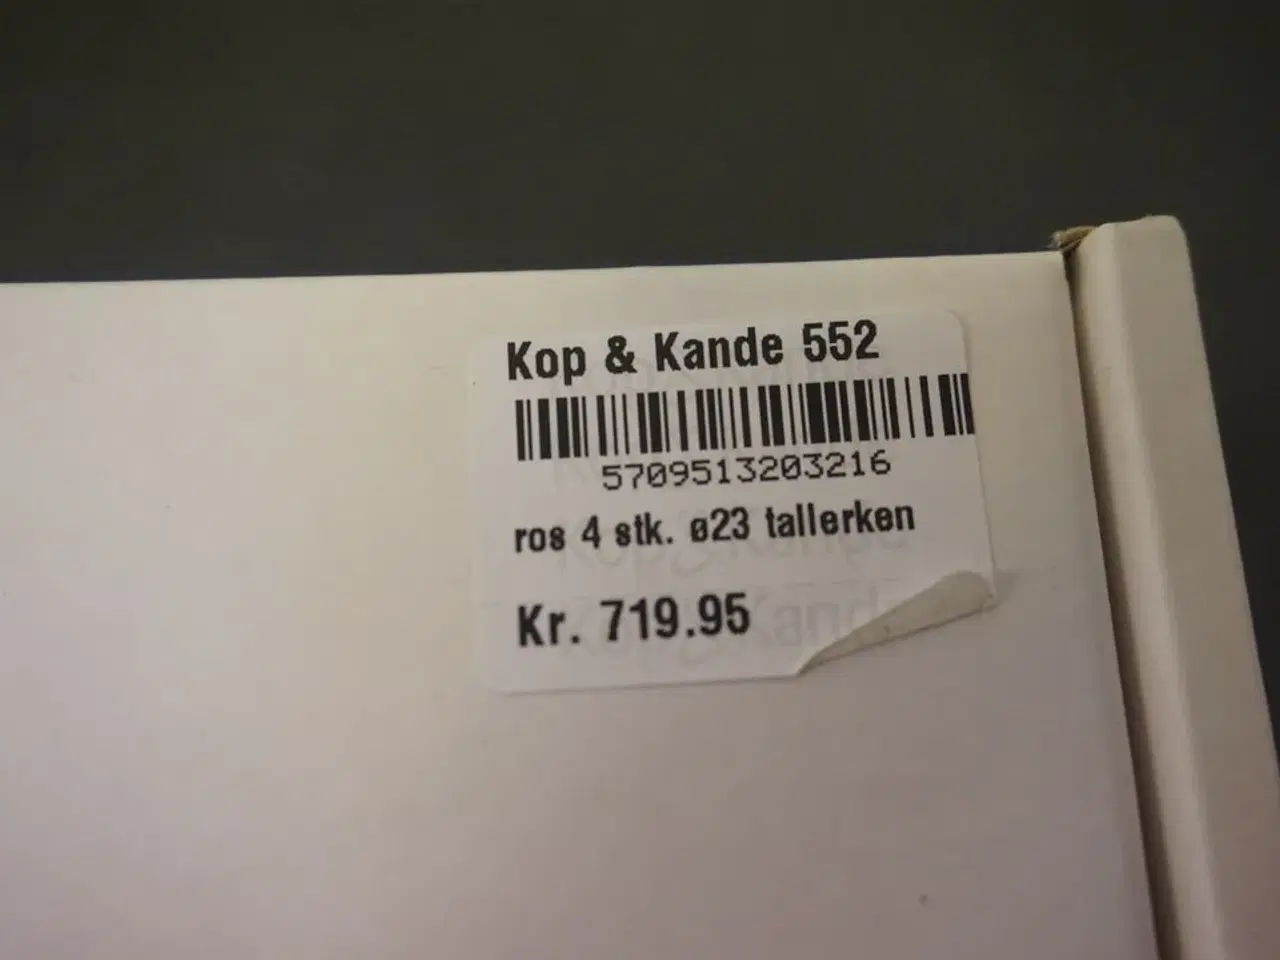 Kop & Kande 552
5709513203216
ros 4 stk. ø23 tallerken
Kr. 719.95